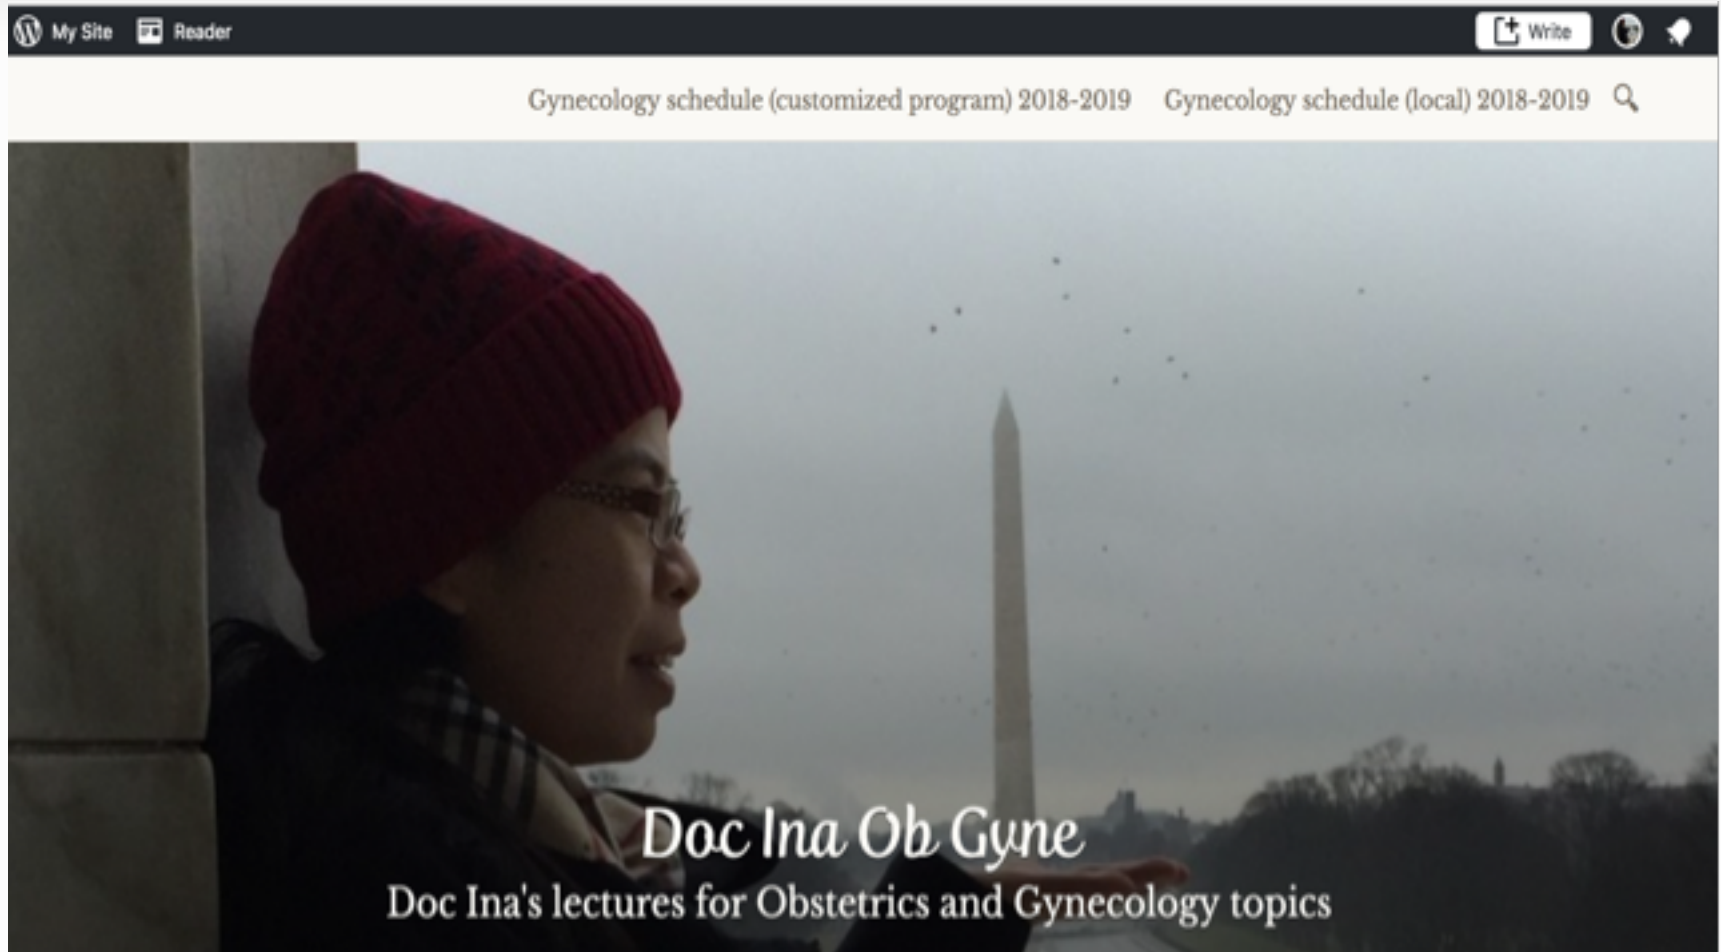 My Site Reader Write
Gynecology schedule (customized program) 2018-2019 Gynecology schedule (local) 2018-2019
Doc Ina Ob Gyne
Doc Ina's lectures for Obstetrics and Gynecology topics